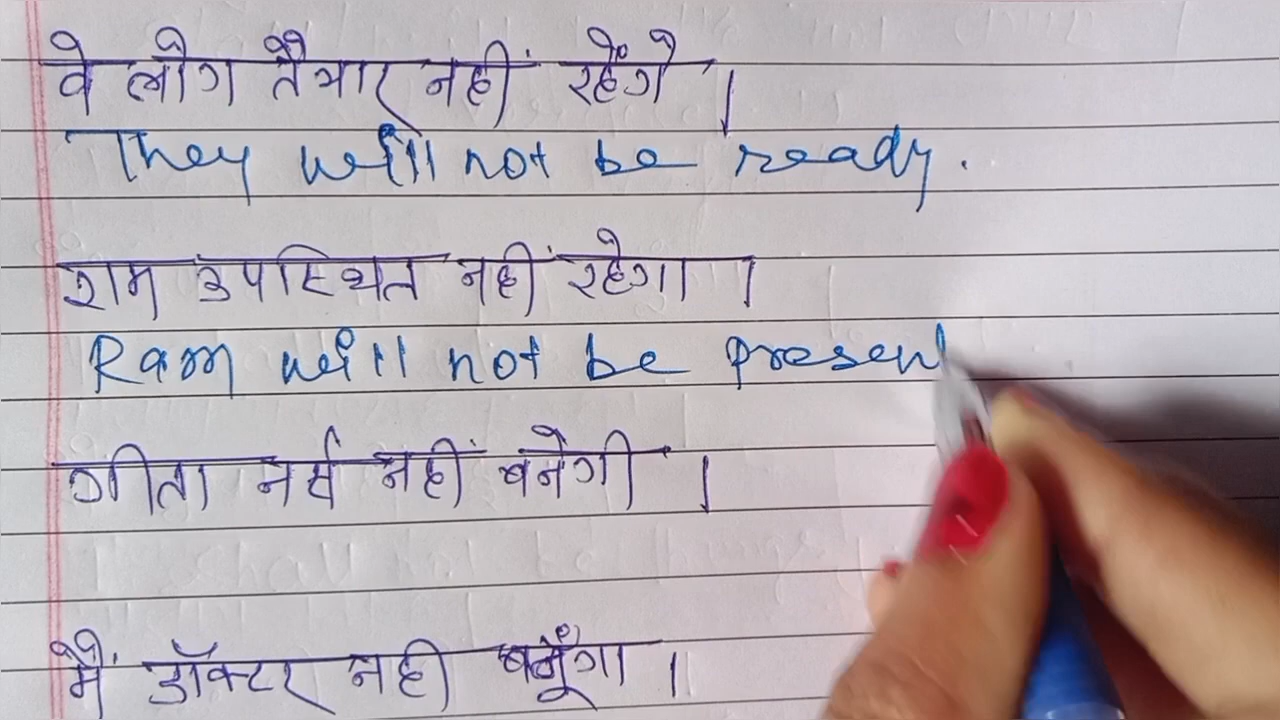 वे लोग तैयार नहीं रहेंगे ।
They will not be ready.
राम उपस्थित नहीं रहेगा ।
Ram will not be present
गीता नर्स नहीं बनेगी ।
मैं डॉक्टर नही बनूँगा ।